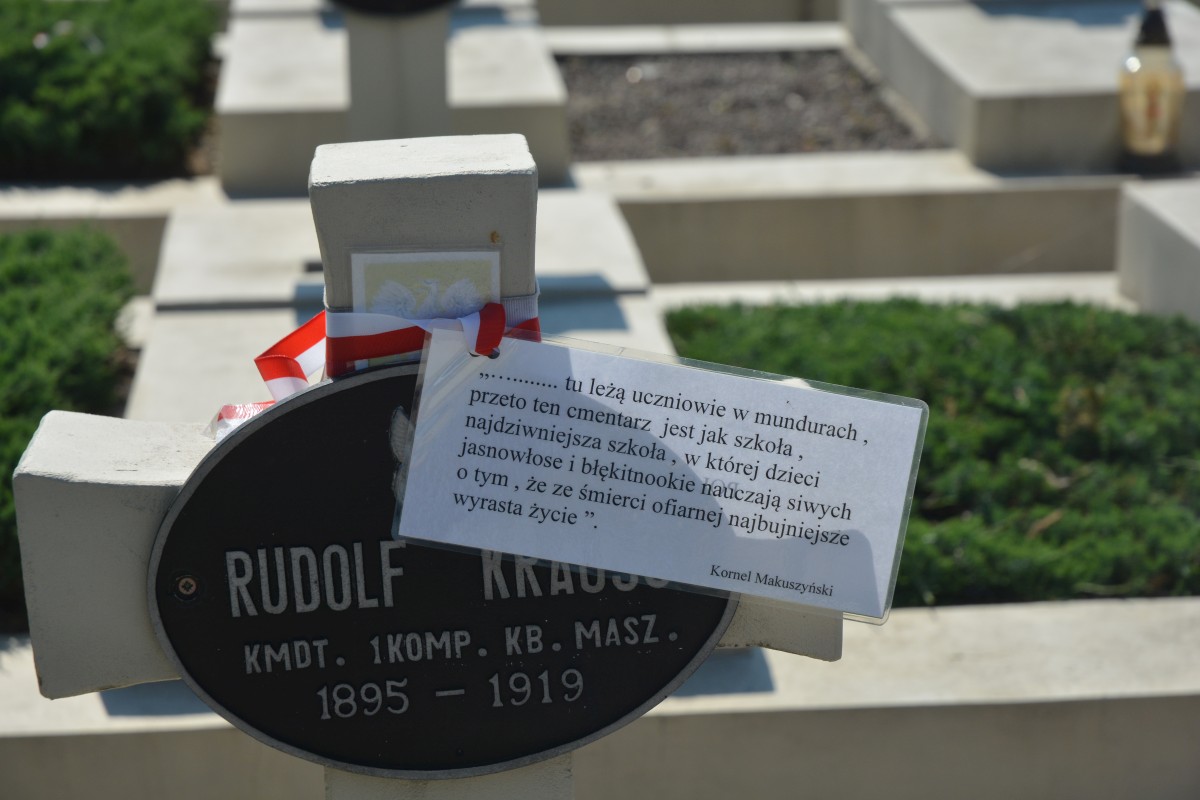 „........... tu leżą uczniowie w mundurach ,
przeto ten cmentarz jest jak szkoła ,
najdziwniejsza szkoła , w której dzieci
jasnowłose i błękitnookie nauczają siwych
o tym , że ze śmierci ofiarnej najbujniejsze
wyrasta życie ”.
Kornel Makuszyński
RUDOLF
KMDT. 1KOMP. KB. MASZ.
1895 – 1919